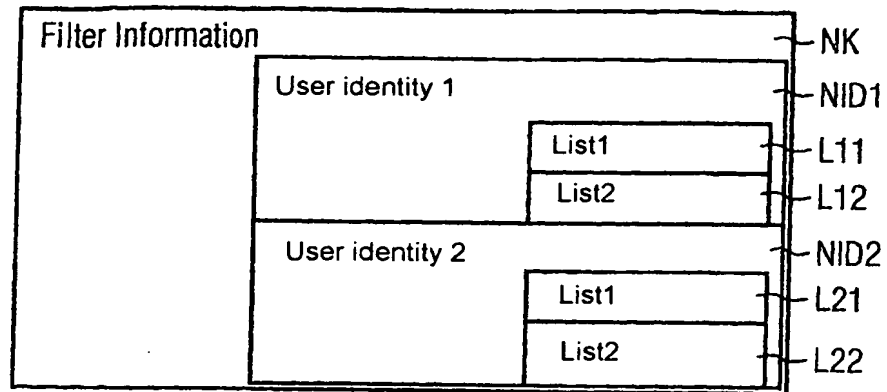 Filter Information NK
User identity 1 NID1
List1 L11
List2 L12
User identity 2 NID2
List1 L21
List2 L22